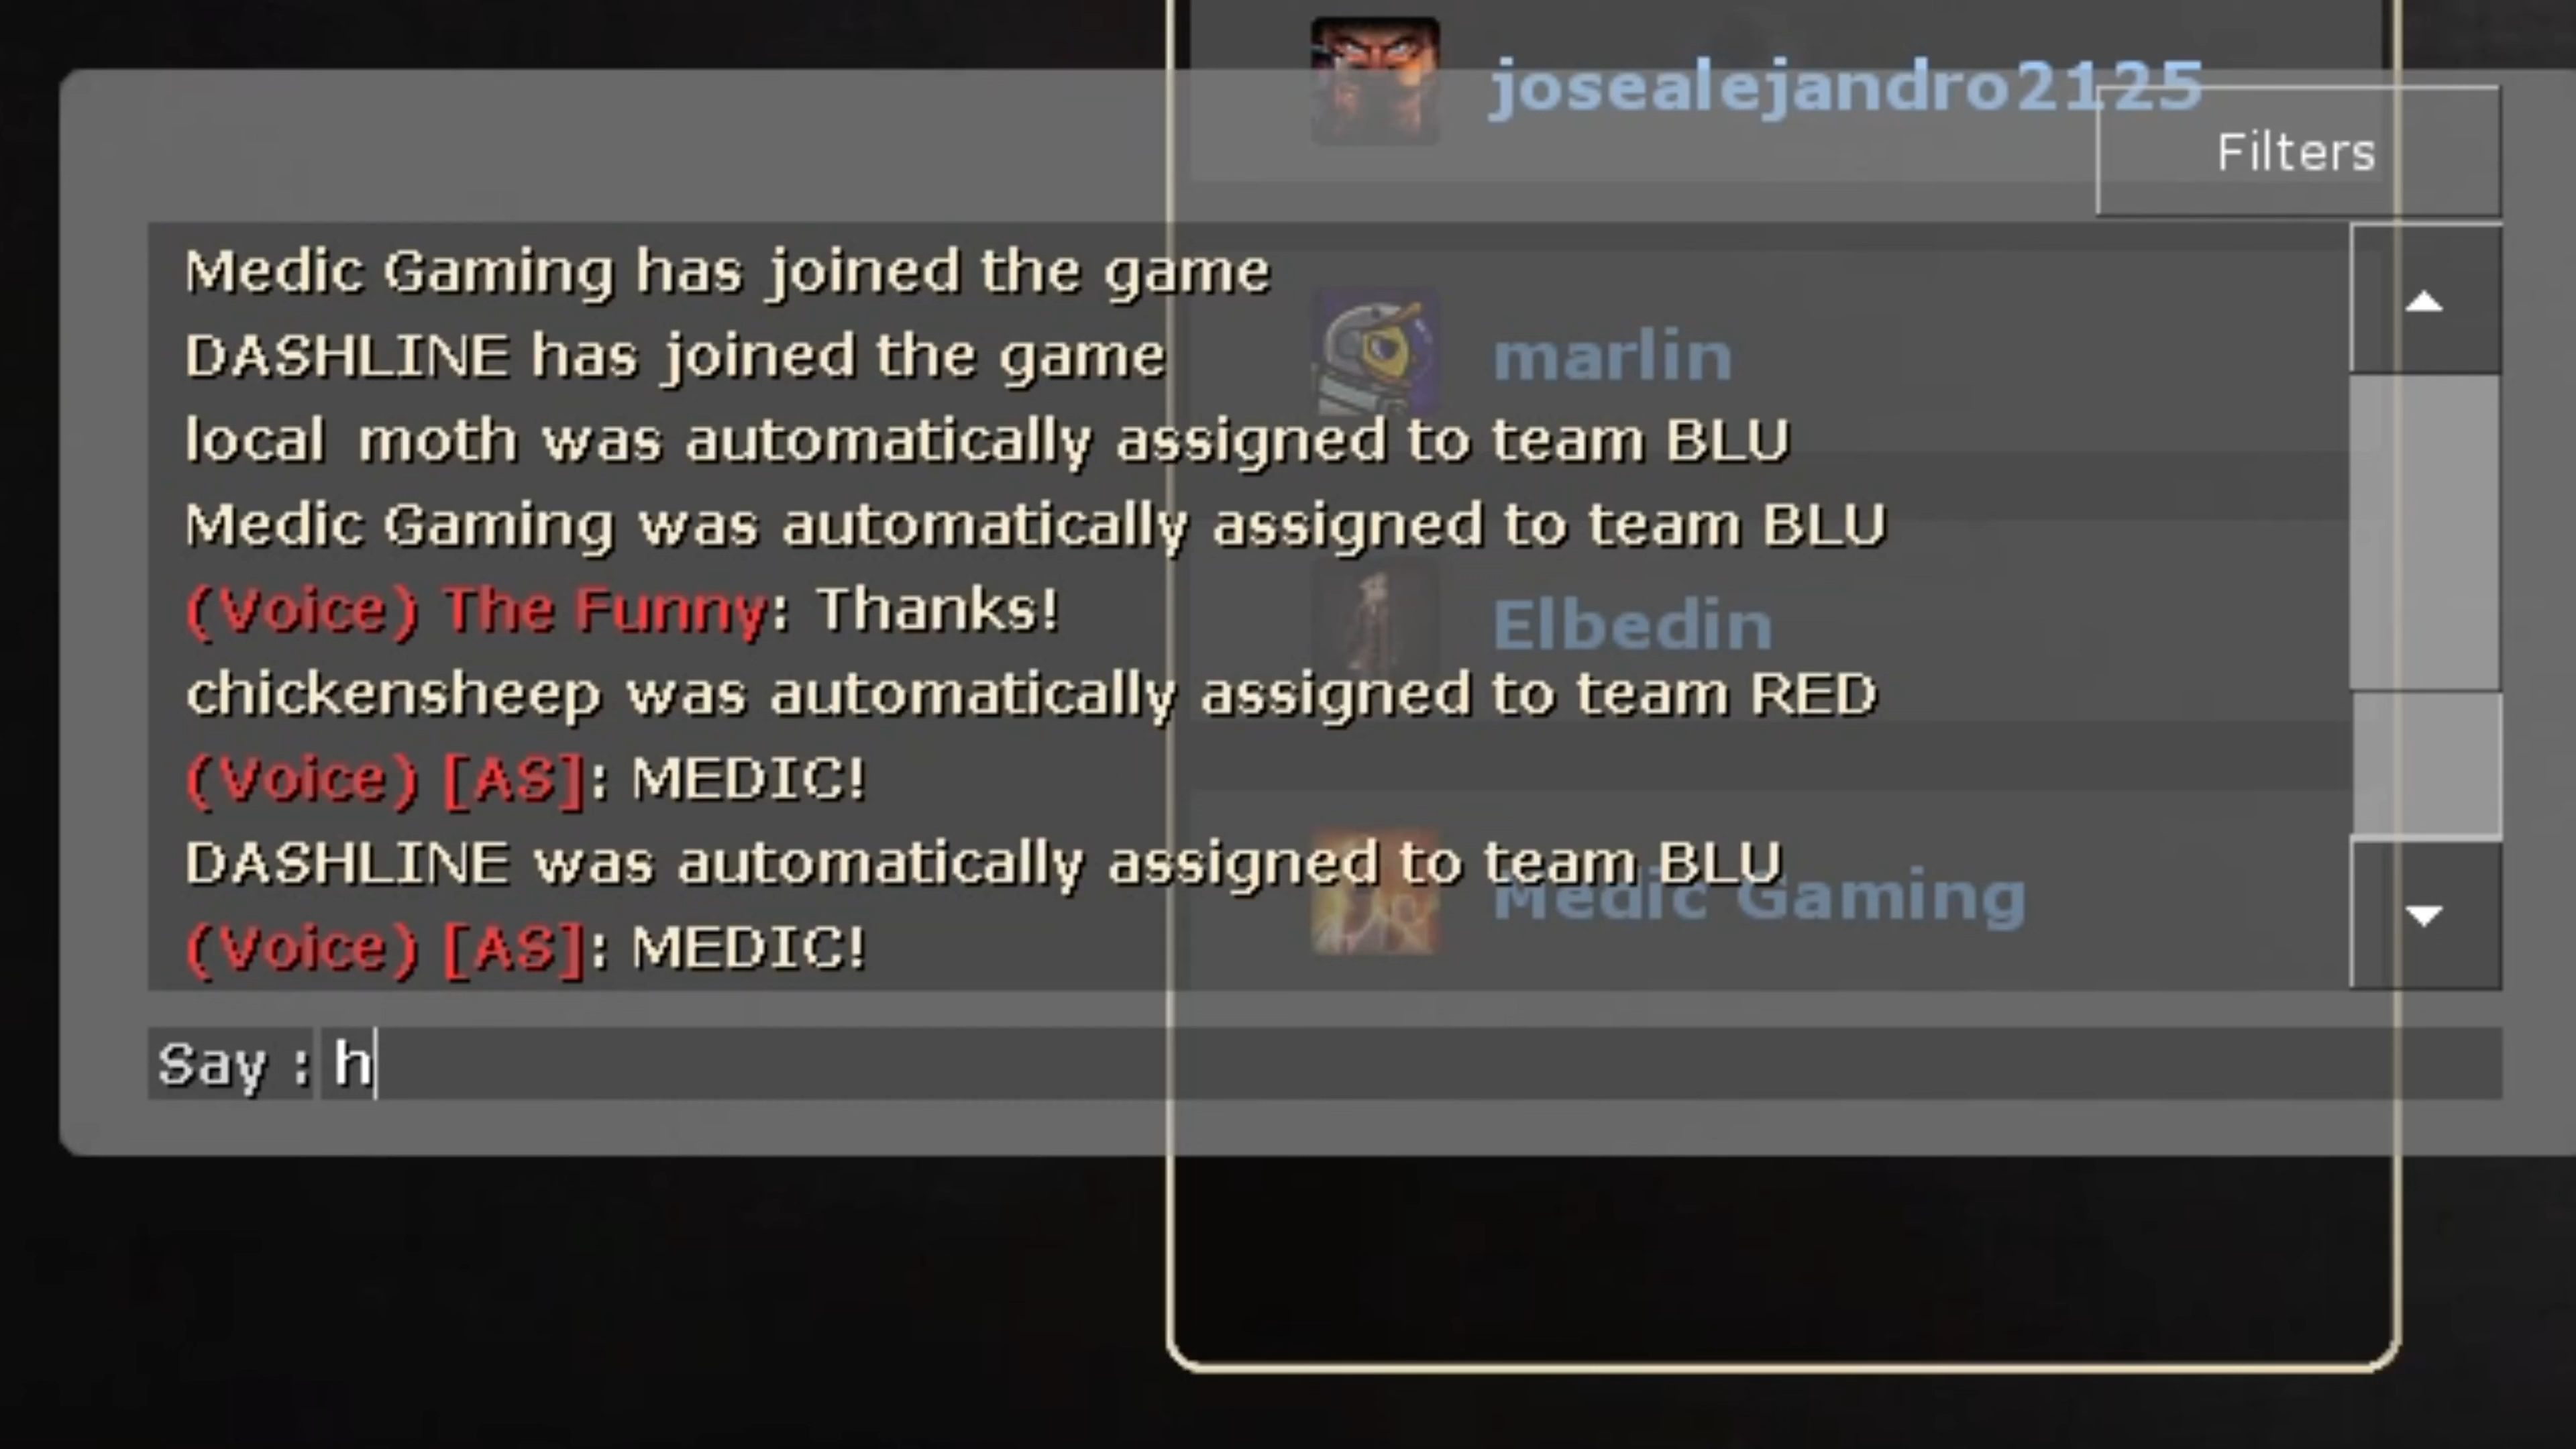 josealejandro2125
Filters
Medic Gaming has joined the game
DASHLINE has joined the game
marlin
local moth was automatically assigned to team BLU
Medic Gaming was automatically assigned to team BLU
(Voice) The Funny: Thanks!
Elbedin
chickensheep was automatically assigned to team RED
(Voice) [AS]: MEDIC!
DASHLINE was automatically assigned to team BLU
Medic Gaming
(Voice) [AS]: MEDIC!
Say : h